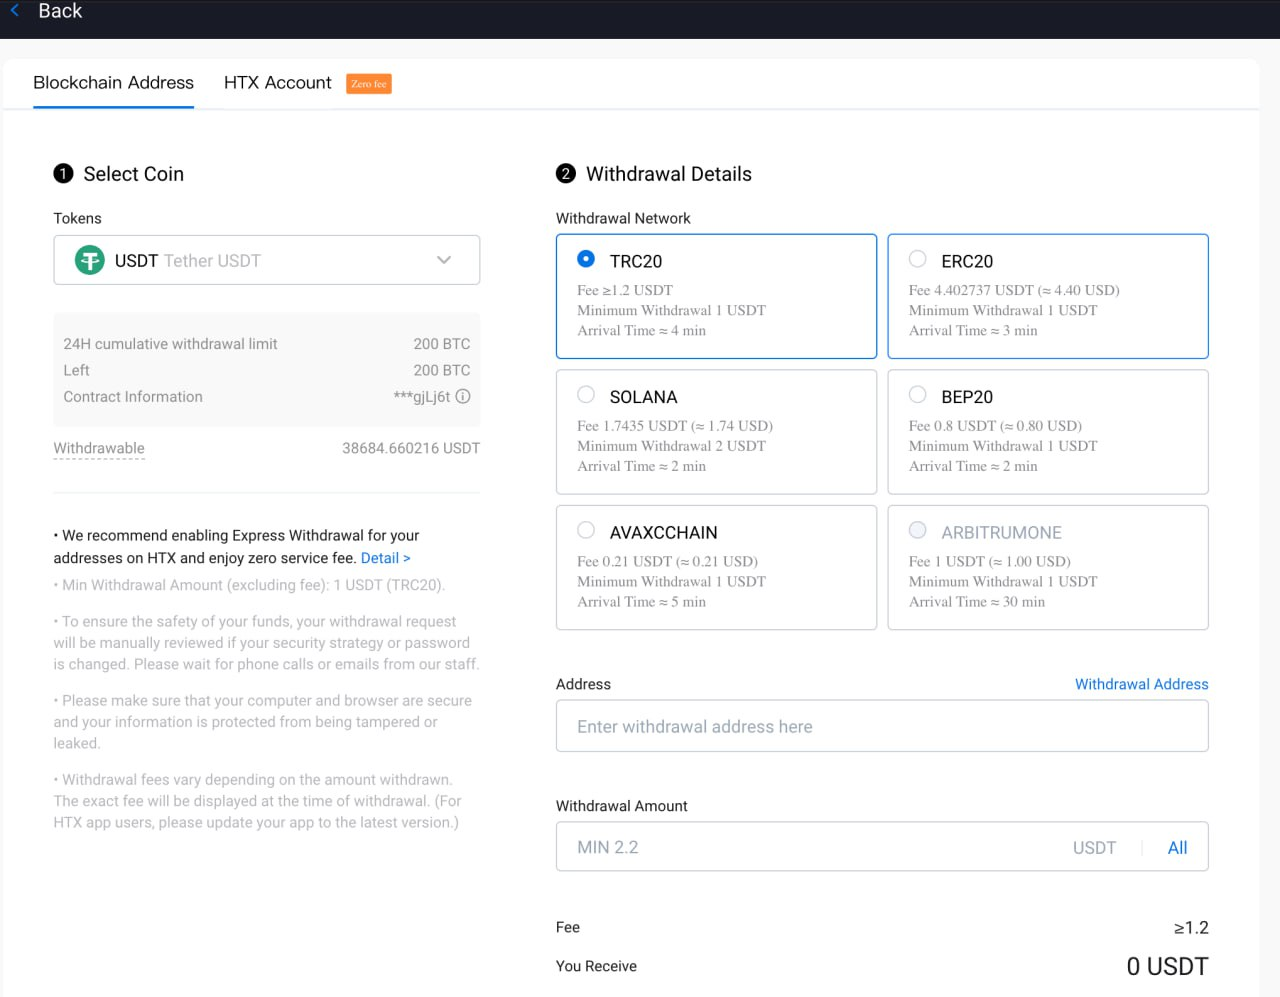 Back
Blockchain Address
HTX Account
Zero fee
1 Select Coin
Tokens
USDT Tether USDT
24H cumulative withdrawal limit 200 BTC
Left 200 BTC
Contract Information ***gjLj6t
Withdrawable 38684.660216 USDT
• We recommend enabling Express Withdrawal for your
addresses on HTX and enjoy zero service fee. Detail >
• Min Withdrawal Amount (excluding fee): 1 USDT (TRC20).
• To ensure the safety of your funds, your withdrawal request
will be manually reviewed if your security strategy or password
is changed. Please wait for phone calls or emails from our staff.
• Please make sure that your computer and browser are secure
and your information is protected from being tampered or
leaked.
• Withdrawal fees vary depending on the amount withdrawn.
The exact fee will be displayed at the time of withdrawal. (For
HTX app users, please update your app to the latest version.)
2 Withdrawal Details
Withdrawal Network
TRC20
Fee ≥1.2 USDT
Minimum Withdrawal 1 USDT
Arrival Time ≈ 4 min
ERC20
Fee 4.402737 USDT (≈ 4.40 USD)
Minimum Withdrawal 1 USDT
Arrival Time ≈ 3 min
SOLANA
Fee 1.7435 USDT (≈ 1.74 USD)
Minimum Withdrawal 2 USDT
Arrival Time ≈ 2 min
BEP20
Fee 0.8 USDT (≈ 0.80 USD)
Minimum Withdrawal 1 USDT
Arrival Time ≈ 2 min
AVAXCCHAIN
Fee 0.21 USDT (≈ 0.21 USD)
Minimum Withdrawal 1 USDT
Arrival Time ≈ 5 min
ARBITRUMONE
Fee 1 USDT (≈ 1.00 USD)
Minimum Withdrawal 1 USDT
Arrival Time ≈ 30 min
Address Withdrawal Address
Enter withdrawal address here
Withdrawal Amount
MIN 2.2 USDT All
Fee ≥1.2
You Receive 0 USDT